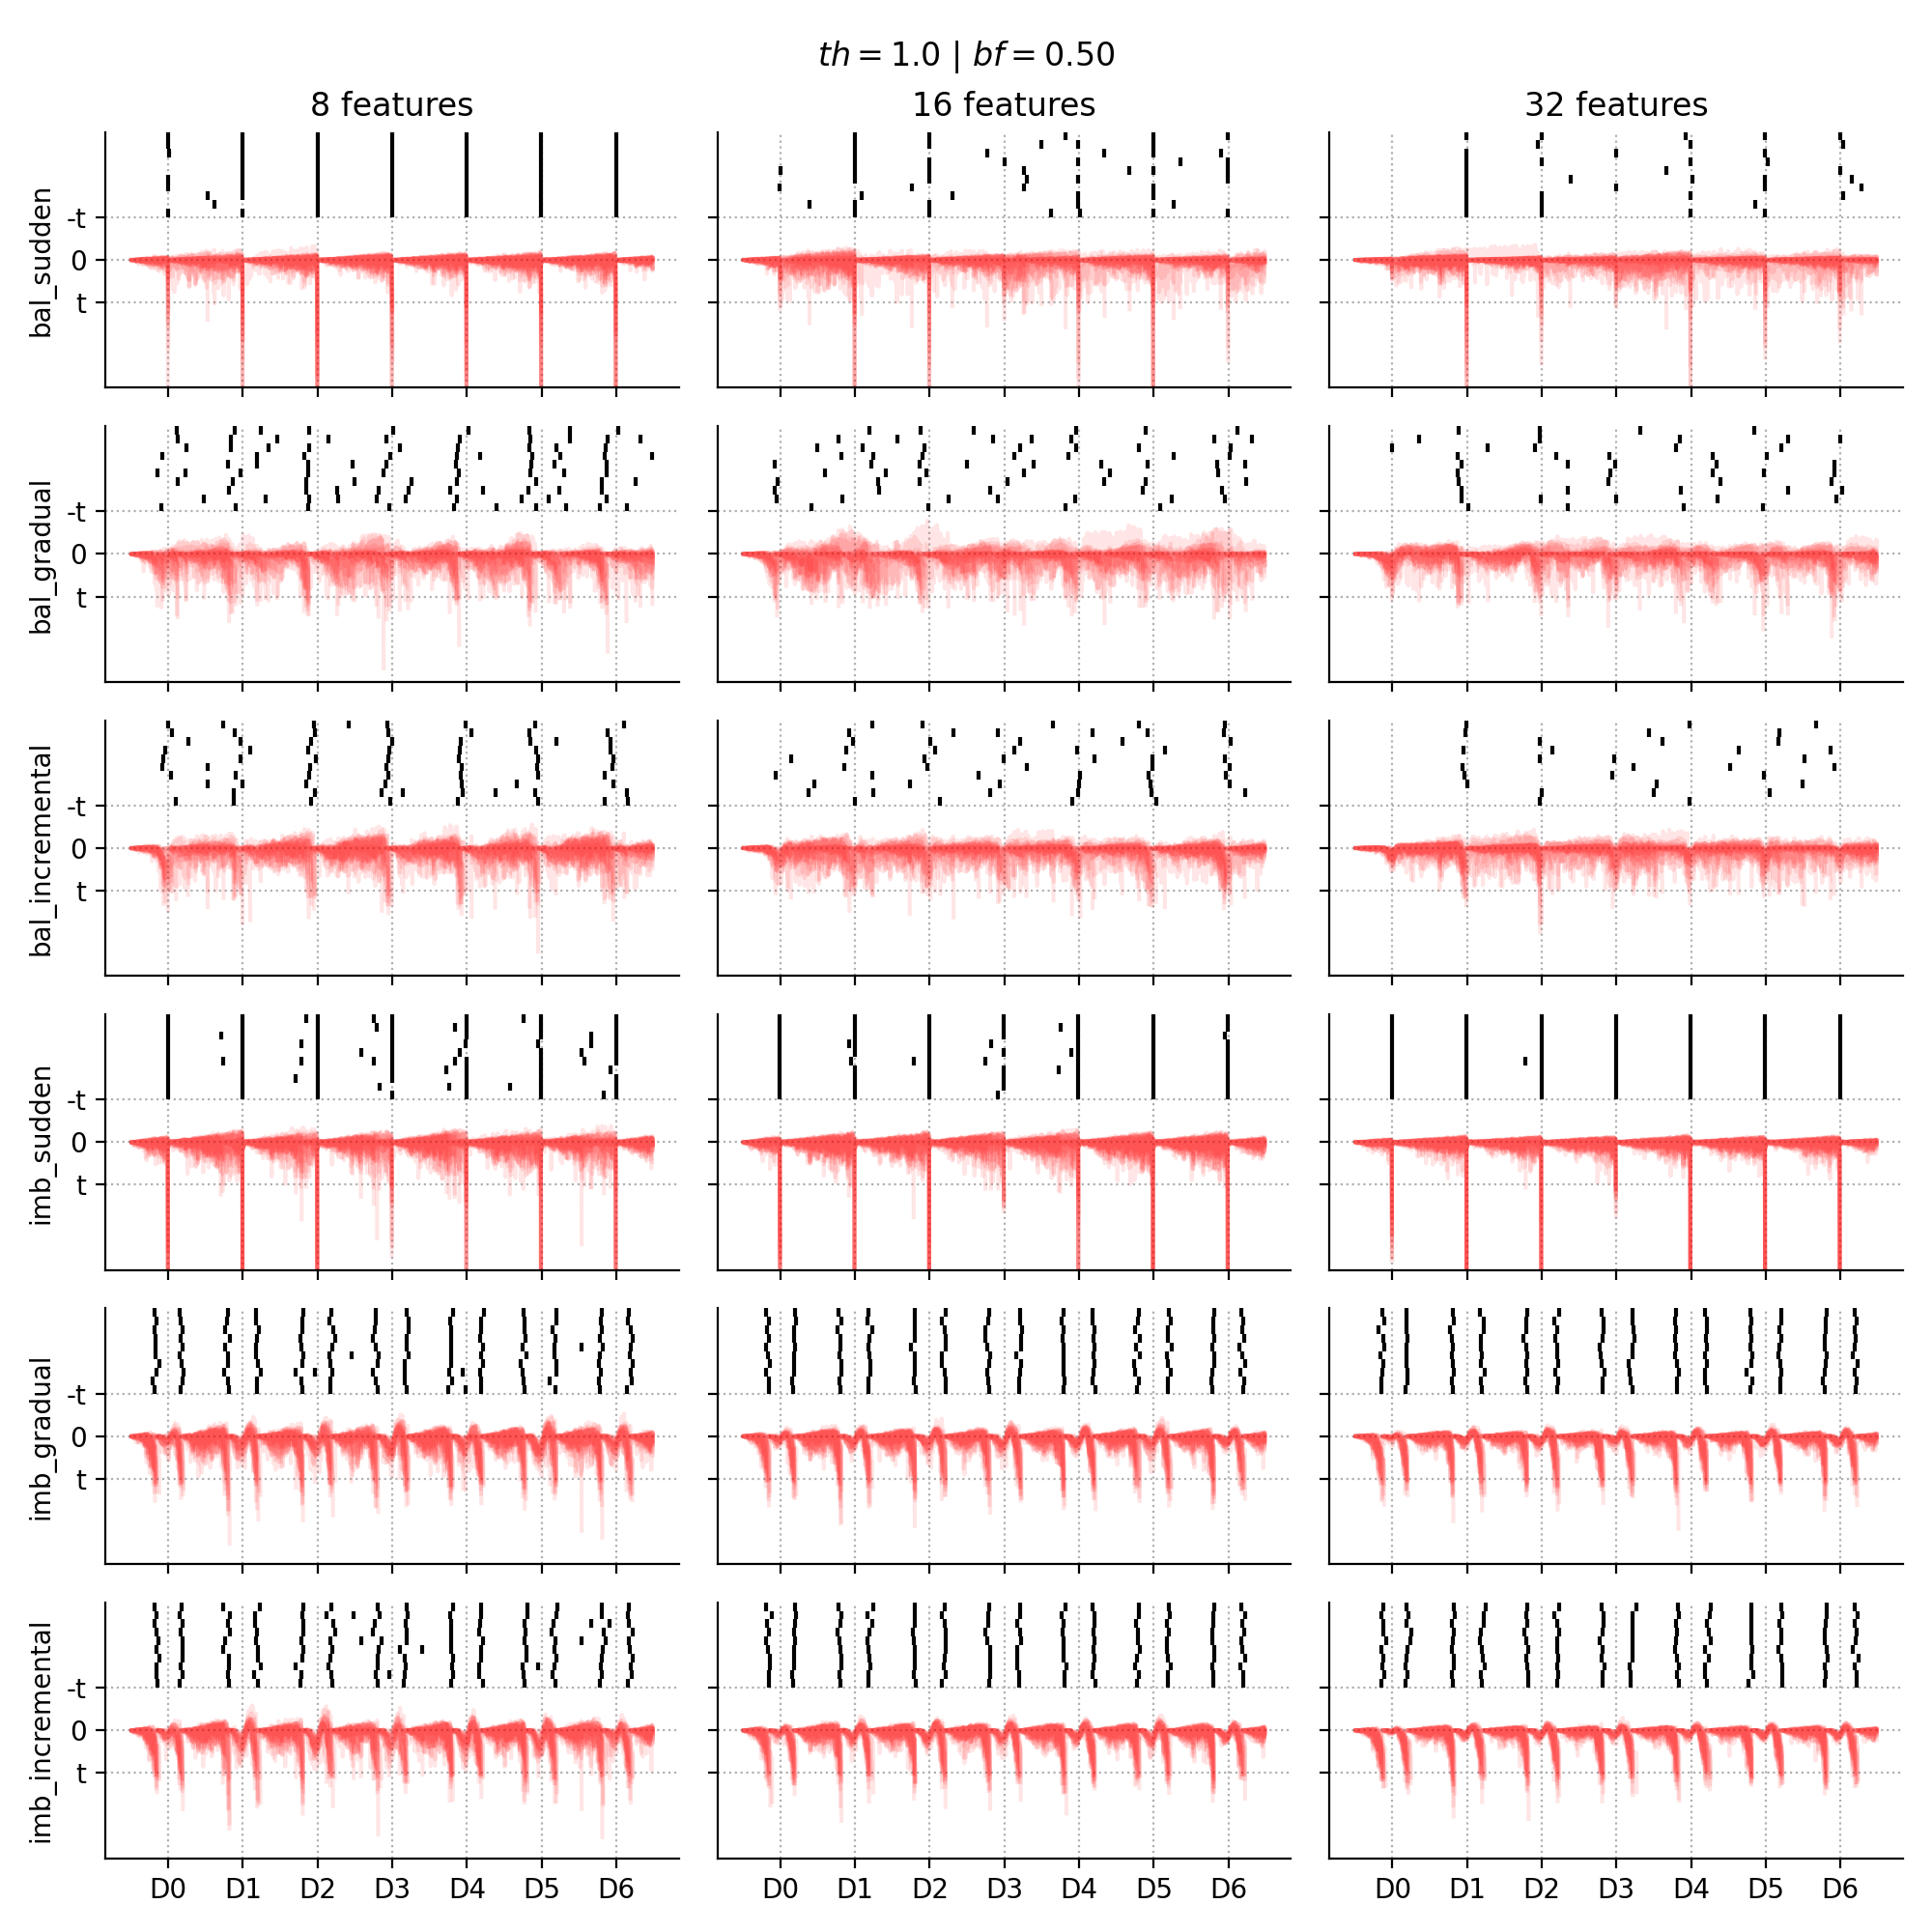 th = 1.0 | bf = 0.50
8 features
16 features
32 features
bal_sudden
-t
0
t
bal_gradual
-t
0
t
bal_incremental
-t
0
t
imb_sudden
-t
0
t
imb_gradual
-t
0
t
imb_incremental
-t
0
t
D0 D1 D2 D3 D4 D5 D6
D0 D1 D2 D3 D4 D5 D6
D0 D1 D2 D3 D4 D5 D6